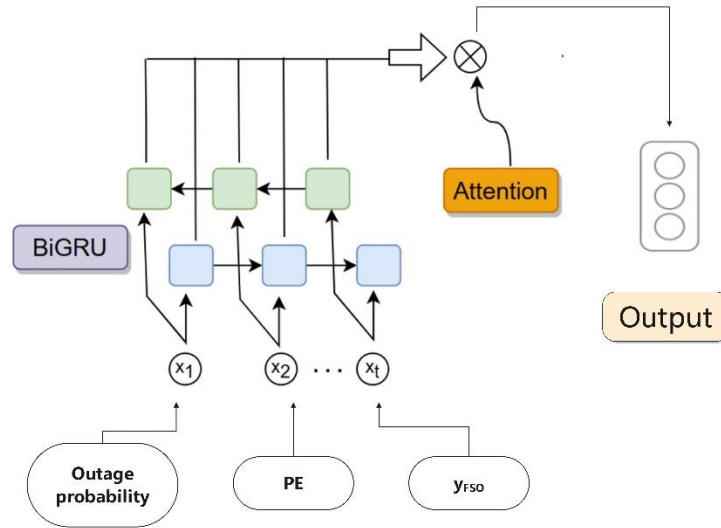 Attention
BiGRU
Output
x1 x2 ... xt
Outage
probability
PE
yFSO